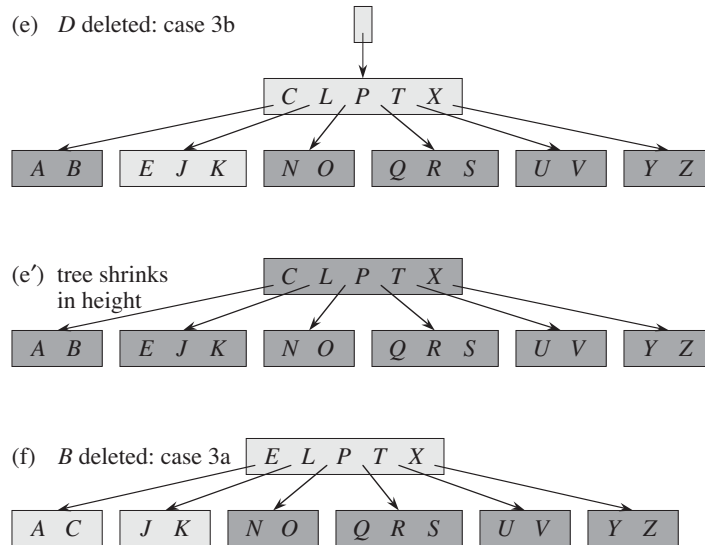 (e) D deleted: case 3b
C L P T X
A B E J K N O Q R S U V Y Z
(e′) tree shrinks
in height
C L P T X
A B E J K N O Q R S U V Y Z
(f) B deleted: case 3a
E L P T X
A C J K N O Q R S U V Y Z